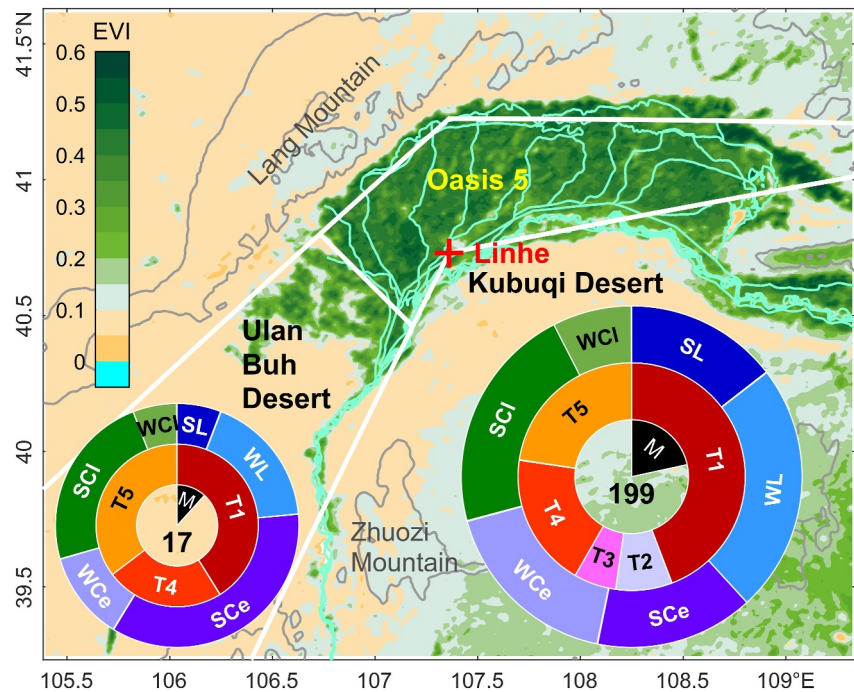 EVI
0.6
0.5
0.4
0.3
0.2
0.1
0
41.5°N
41
40.5
40
39.5
Lang Mountain
Oasis 5
Linhe
Kubuqi Desert
Ulan
Buh
Desert
Zhuozi
Mountain
WCl
SL
WL
SCe
WCe
SCl
T5
T1
T4
M
17
WCl
SL
WL
SCe
WCe
SCl
T5
T1
T2
T3
T4
M
199
105.5
106
106.5
107
107.5
108
108.5
109°E